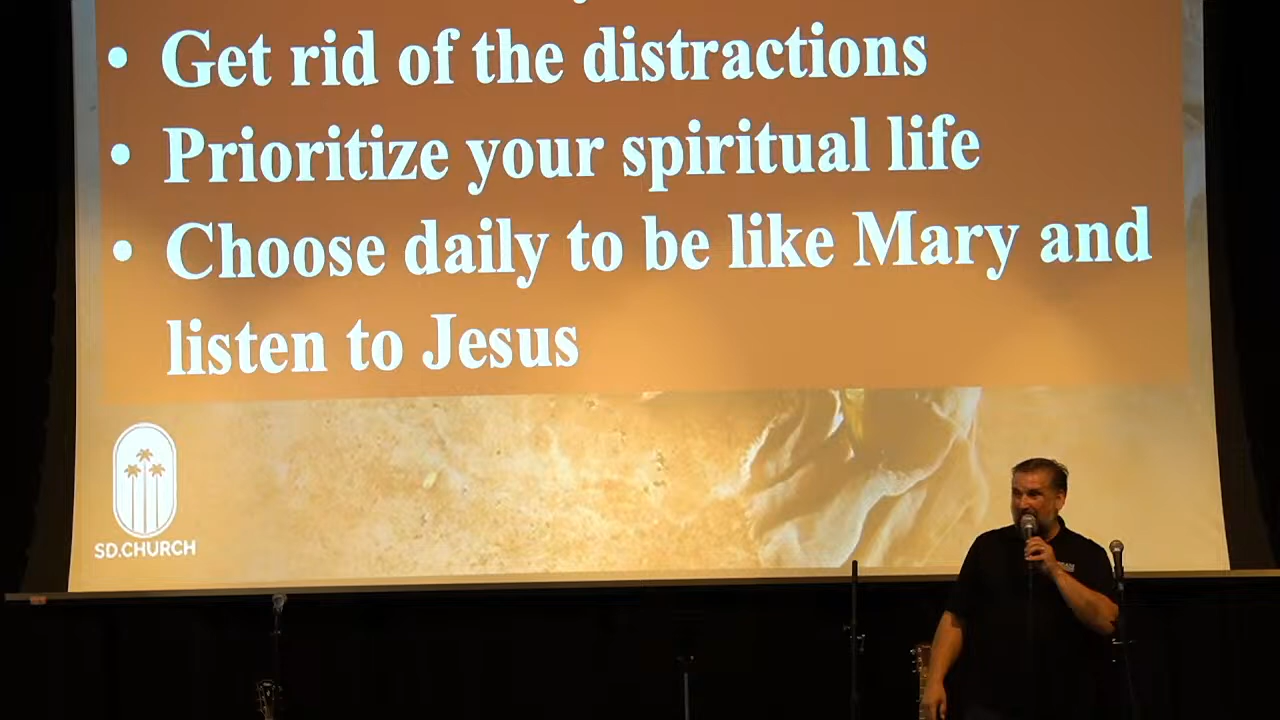 • Get rid of the distractions
• Prioritize your spiritual life
• Choose daily to be like Mary and
listen to Jesus
SD.CHURCH